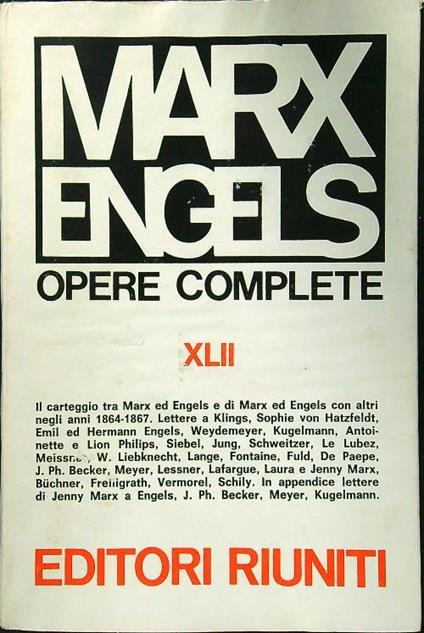 MARX
ENGELS
OPERE COMPLETE
XLII
Il carteggio tra Marx ed Engels e di Marx ed Engels con altri
negli anni 1864-1867. Lettere a Klings, Sophie von Hatzfeldt,
Emil ed Hermann Engels, Weydemeyer, Kugelmann, Antoi-
nette e Lion Philips, Siebel, Jung, Schweitzer, Le Lubez,
Meissner, W. Liebknecht, Lange, Fontaine, Fuld, De Paepe,
J. Ph. Becker, Meyer, Lessner, Lafargue, Laura e Jenny Marx,
Büchner, Freiligrath, Vermorel, Schily. In appendice lettere
di Jenny Marx a Engels, J. Ph. Becker, Meyer, Kugelmann.
EDITORI RIUNITI